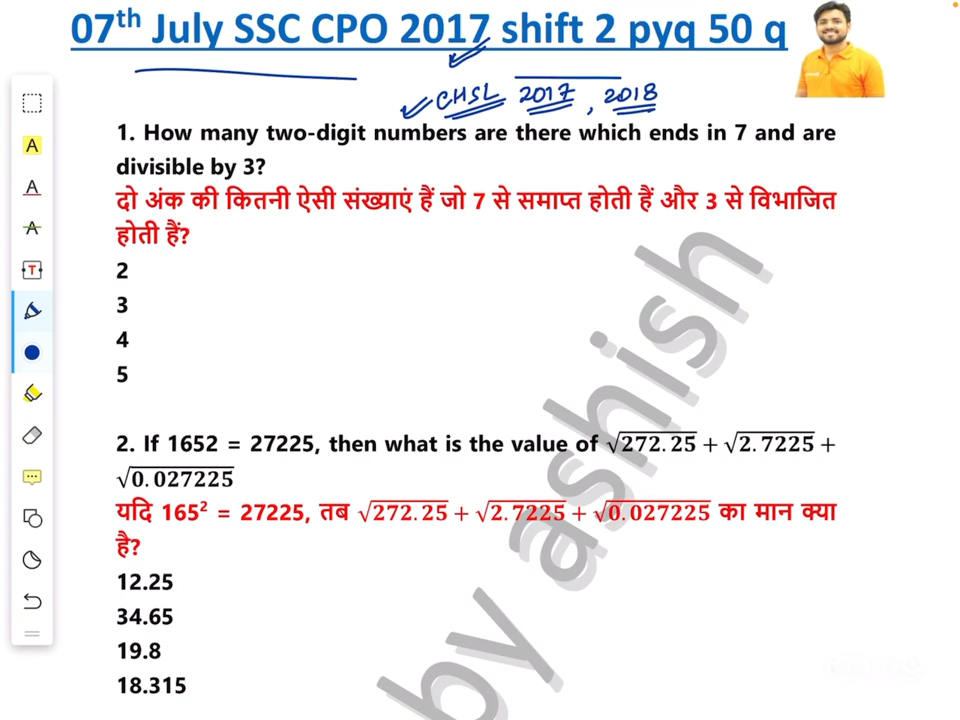 07th July SSC CPO 2017 shift 2 pyq 50 q
CHSL 2017, 2018
1. How many two-digit numbers are there which ends in 7 and are
divisible by 3?
दो अंक की कितनी ऐसी संख्याएं हैं जो 7 से समाप्त होती हैं और 3 से विभाजित
होती हैं?
2
3
4
5
2. If 1652 = 27225, then what is the value of √272.25 + √2.7225 +
√0.027225
यदि 165² = 27225, तब √272.25 + √2.7225 + √0.027225 का मान क्या
है?
12.25
34.65
19.8
18.315
by ashish
A
A
A
T